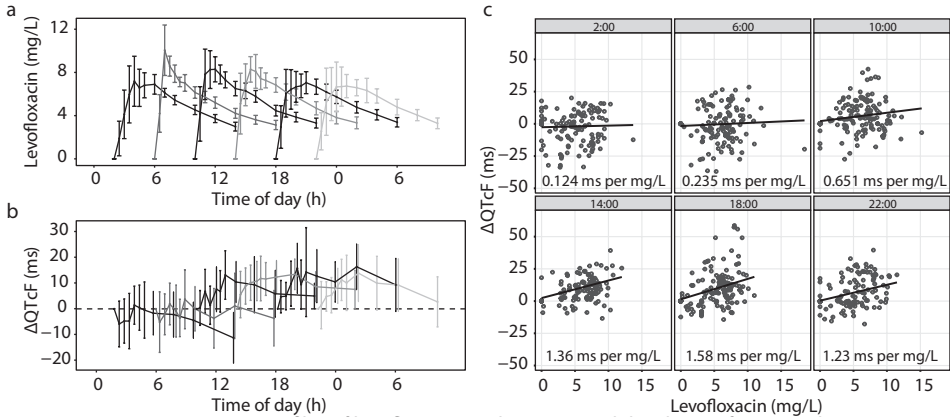 a
Levofloxacin (mg/L)
12
8
4
0
0 6 12 18 0 6
Time of day (h)
b
ΔQTcF (ms)
30
20
10
0
−10
−20
0 6 12 18 0 6
Time of day (h)
c
ΔQTcF (ms)
2:00 6:00 10:00
50
25
0
−25
−50
0.124 ms per mg/L 0.235 ms per mg/L 0.651 ms per mg/L
14:00 18:00 22:00
50
25
0
−25
−50
1.36 ms per mg/L 1.58 ms per mg/L 1.23 ms per mg/L
0 5 10 15 0 5 10 15 0 5 10 15
Levofloxacin (mg/L)